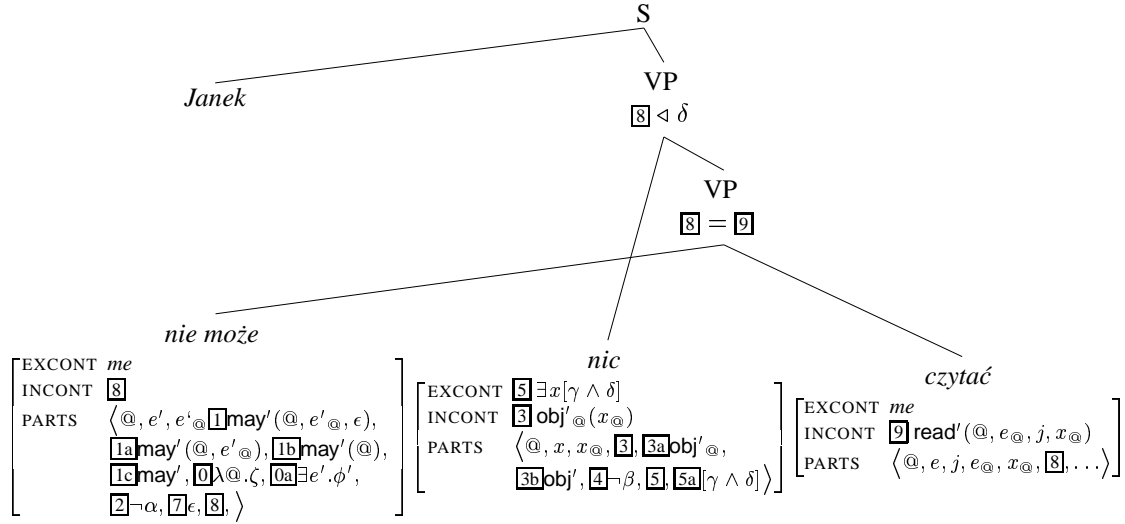 S
Janek
VP
8 ◁ δ
VP
8 = 9
nie może
EXCONT me
INCONT 8
PARTS ⟨@, e′, e‘@ 1 may′(@, e′@, ϵ),
1a may′(@, e′@), 1b may′(@),
1c may′, 0 λ@.ζ, 0a ∃e′.ϕ′,
2 ¬α, 7 ϵ, 8, ⟩
nic
EXCONT 5 ∃x[γ ∧ δ]
INCONT 3 obj′@(x@)
PARTS ⟨@, x, x@, 3, 3a obj′@,
3b obj′, 4 ¬β, 5, 5a [γ ∧ δ]⟩
czytać
EXCONT me
INCONT 9 read′(@, e@, j, x@)
PARTS ⟨@, e, j, e@, x@, 8, . . .⟩